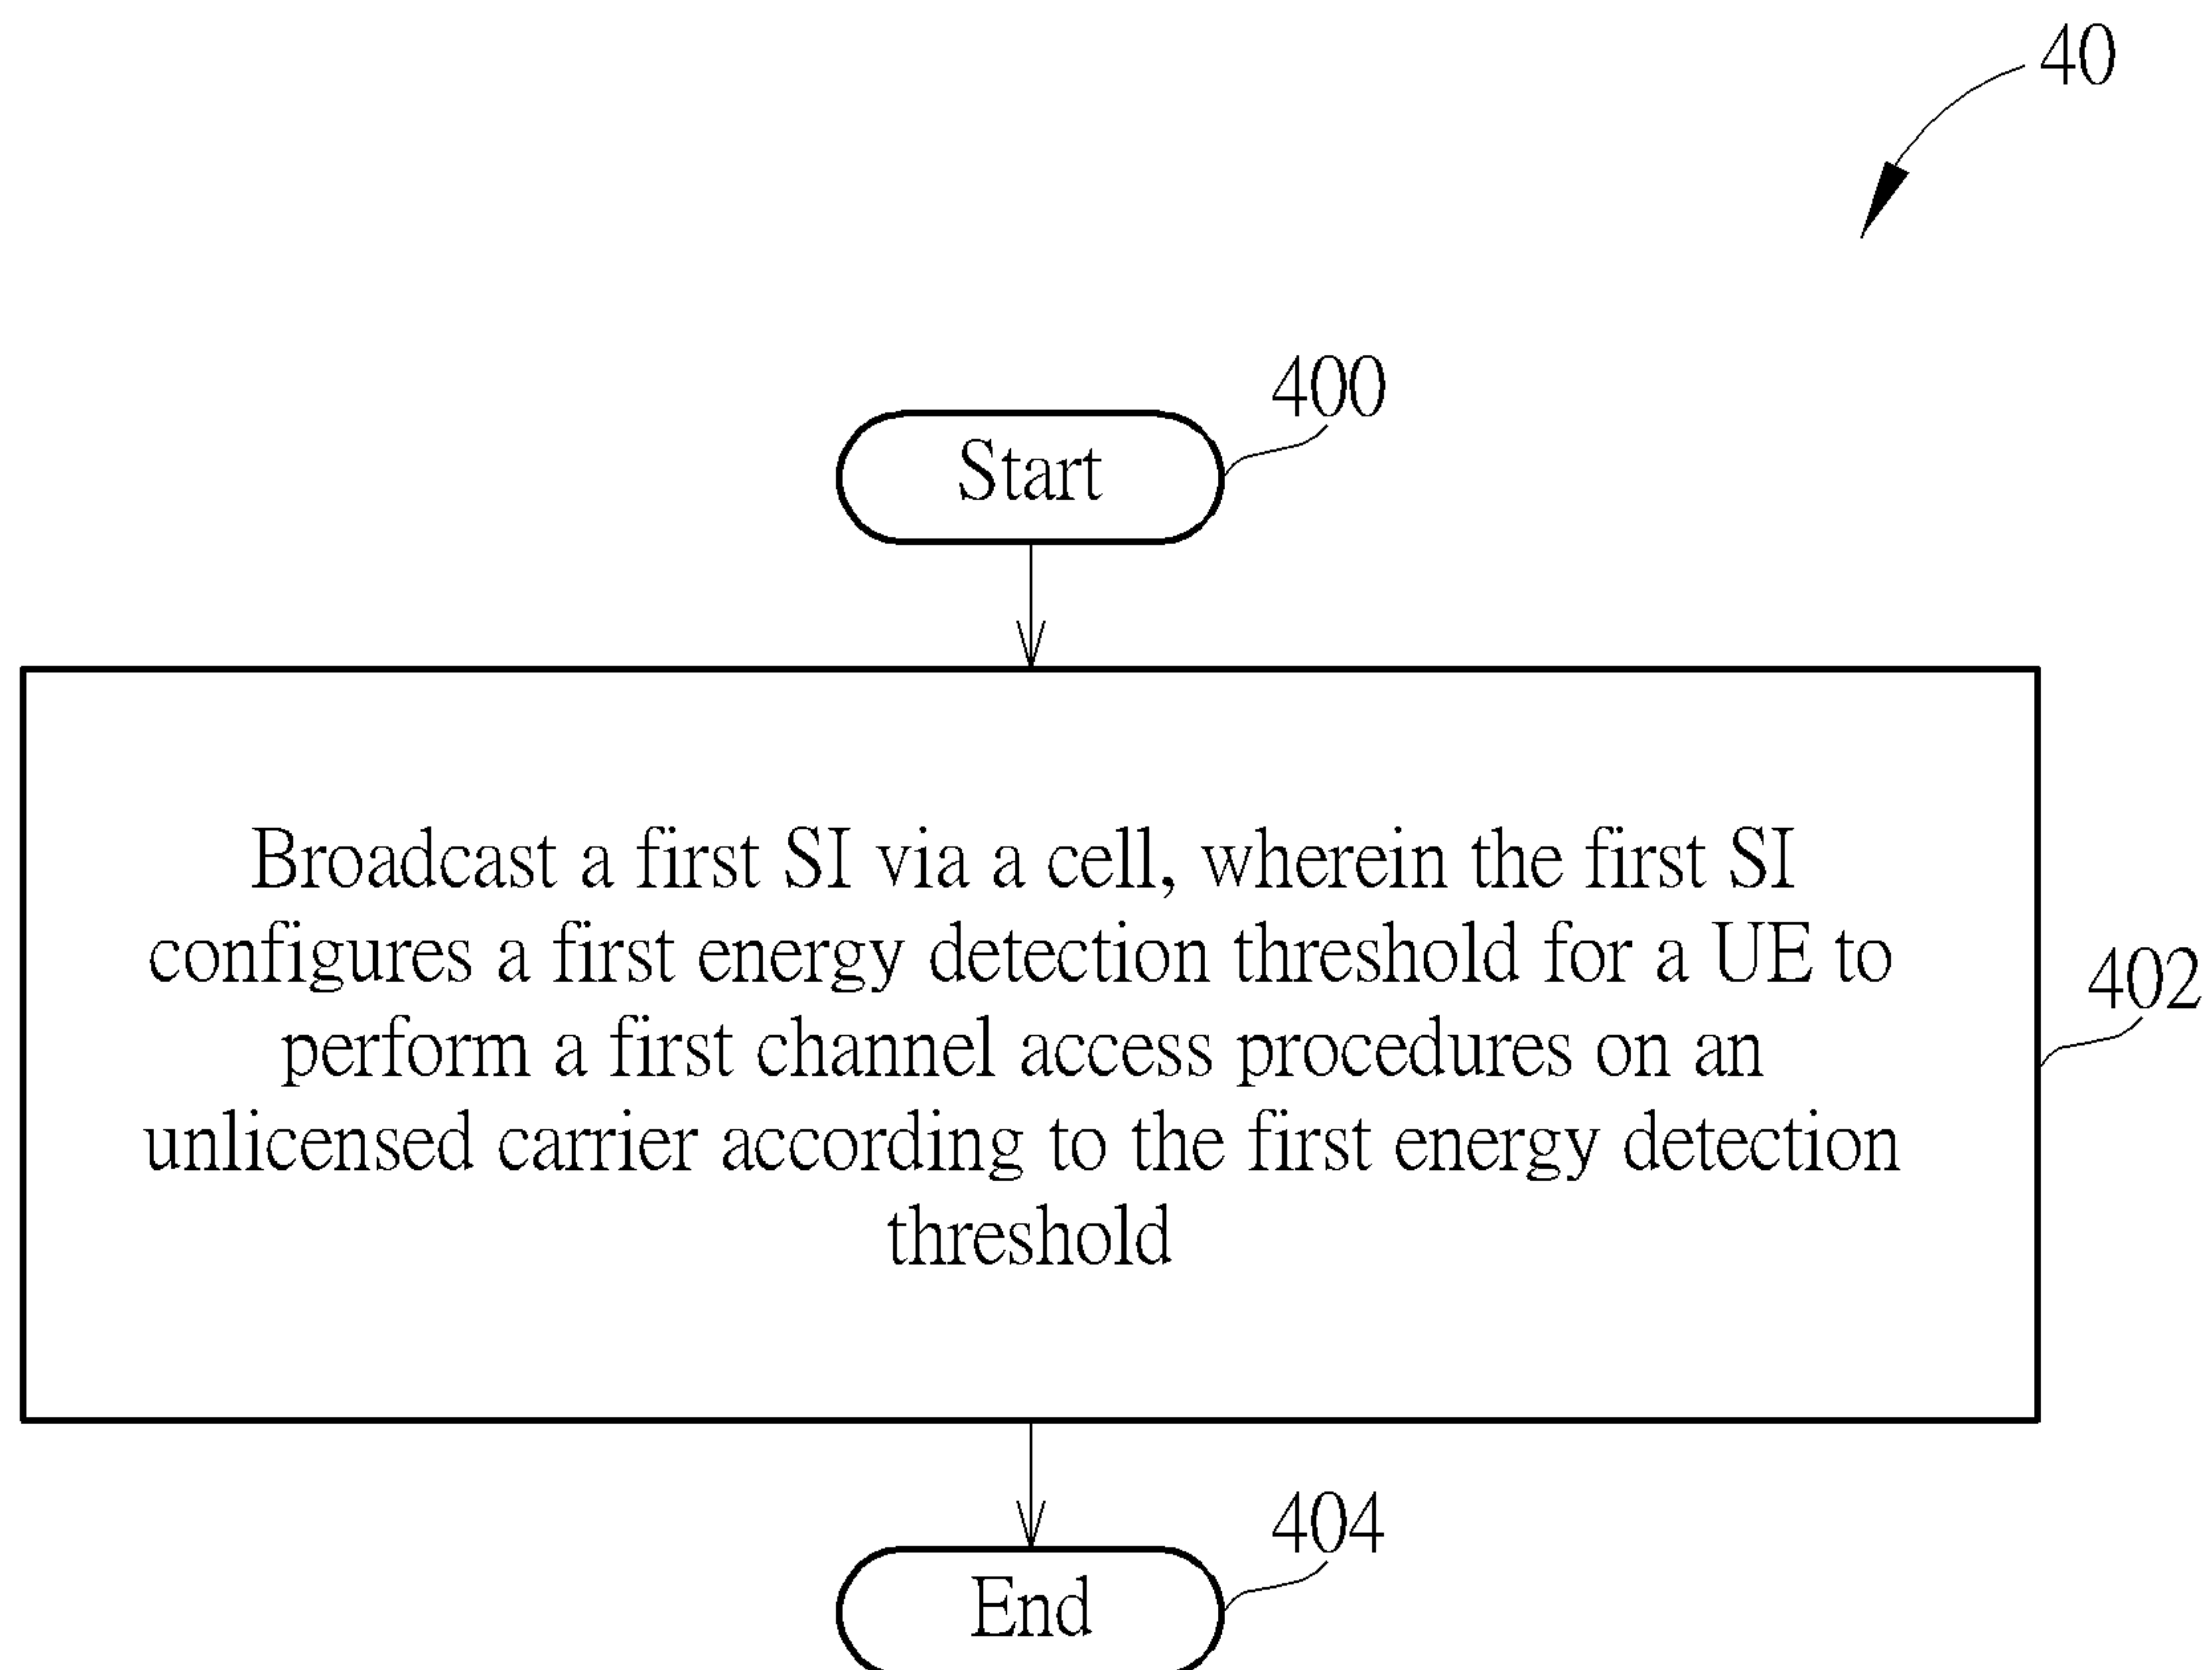 40
400
Start
Broadcast a first SI via a cell, wherein the first SI
configures a first energy detection threshold for a UE to
perform a first channel access procedures on an
unlicensed carrier according to the first energy detection
threshold
402
404
End